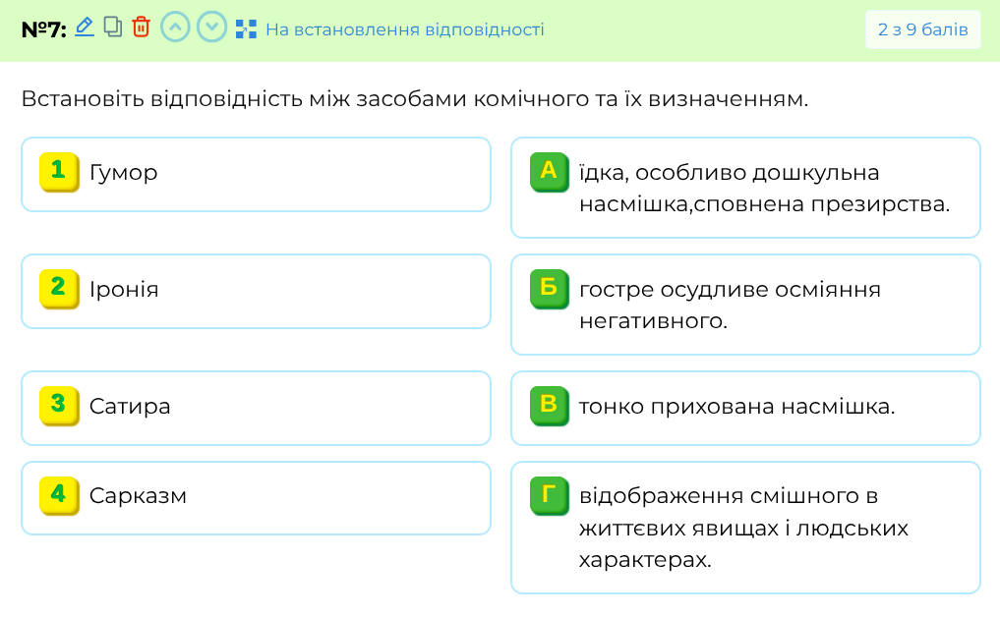 №7: На встановлення відповідності 2 з 9 балів
Встановіть відповідність між засобами комічного та їх визначенням.
1 Гумор
А їдка, особливо дошкульна
насмішка,сповнена презирства.
2 Іронія
Б гостре осудливе осміяння
негативного.
3 Сатира
В тонко прихована насмішка.
4 Сарказм
Г відображення смішного в
життєвих явищах і людських
характерах.